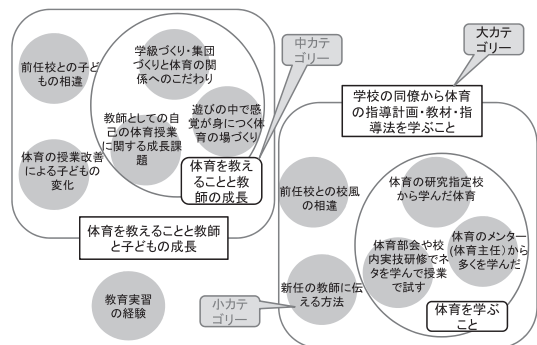 前任校との子ど
もの相違
学級づくり・集団
づくりと体育の関
係へのこだわり
遊びの中で感
覚が身につく体
育の場づくり
教師としての自
己の体育授業
に関する成長課
題
体育の授業改善
による子どもの
変化
体育を教え
ることと教
師の成長
体育を教えることと教師
と子どもの成長
教育実習
の経験
中カテ
ゴリー
大カテ
ゴリー
小カテ
ゴリー
学校の同僚から体育
の指導計画・教材・指
導法を学ぶこと
前任校との校風
の相違
体育の研究指定校
から学んだ体育
体育部会や校
内実技研修でネ
タを学んで授業
で試す
体育のメンター
(体育主任)から
多くを学んだ
新任の教師に伝
える方法
体育を学ぶ
こと